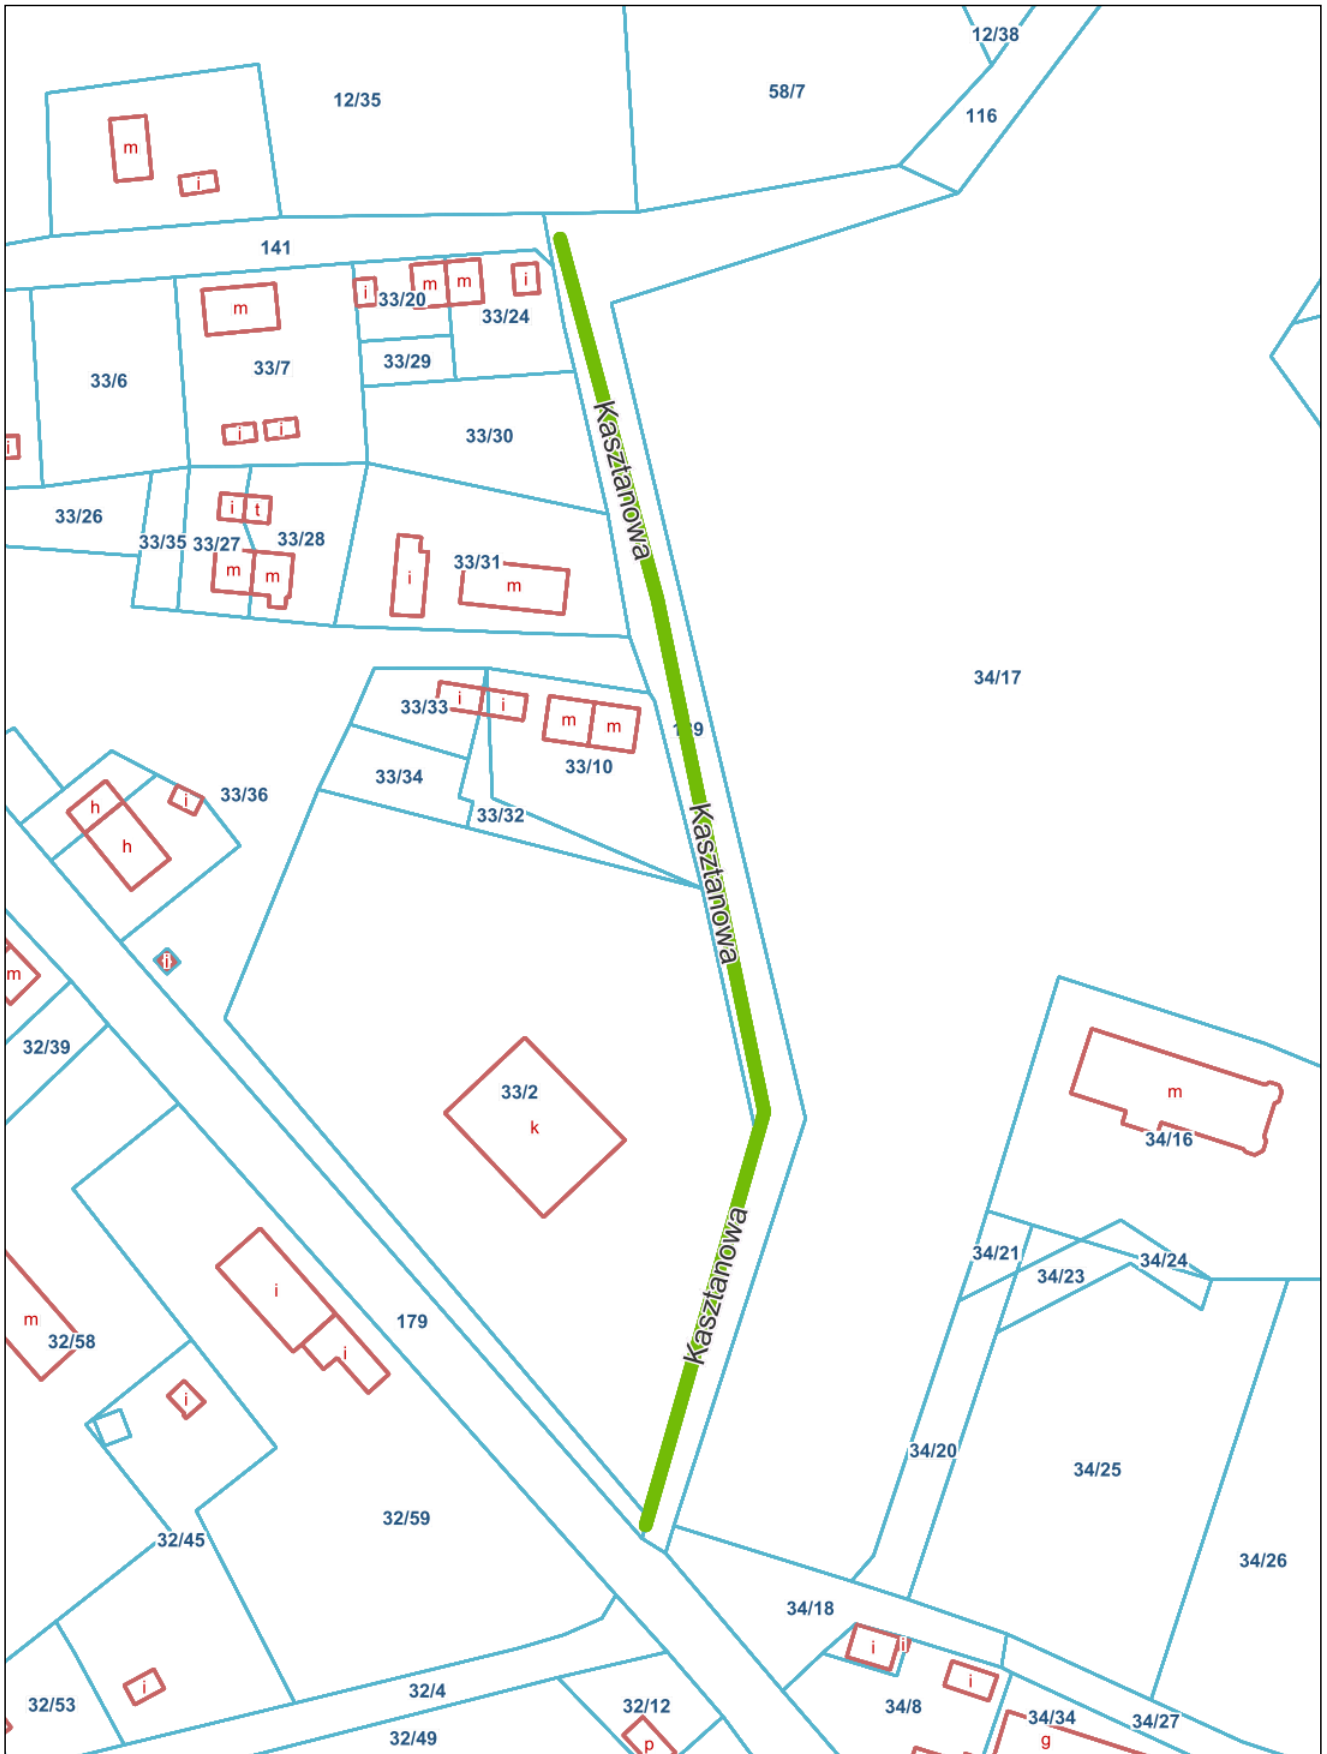 12/38
12/35
58/7
116
m
i
141
i
33/20
m
m
i
m
33/24
33/29
33/7
33/6
i
i
i
33/30
Kasztanowa
33/26
i
t
33/35
33/27
33/28
m
m
i
33/31
m
34/17
33/33
i
i
m
m
33/10
33/34
33/32
33/36
h
i
h
Kasztanowa
i
m
32/39
33/2
k
m
34/16
34/21
34/24
34/23
Kasztanowa
i
179
m
32/58
i
i
34/20
34/25
32/59
32/45
34/26
34/18
i
i
i
i
32/53
32/4
32/12
34/8
34/34
34/27
32/49
p
g